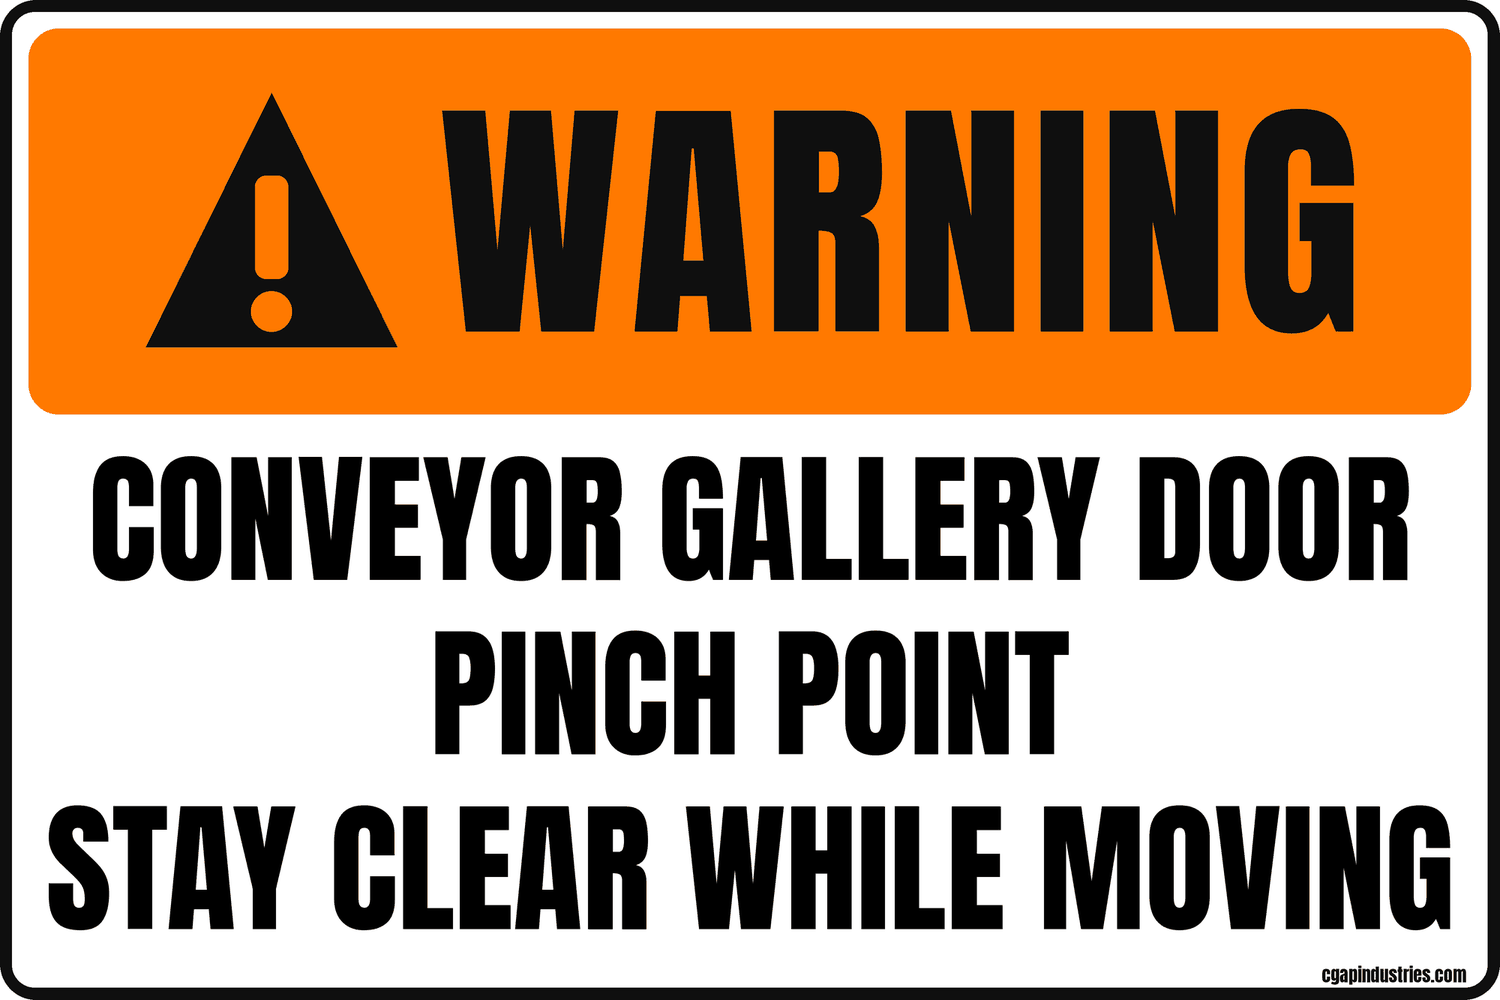 WARNING
CONVEYOR GALLERY DOOR
PINCH POINT
STAY CLEAR WHILE MOVING
cgapindustries.com